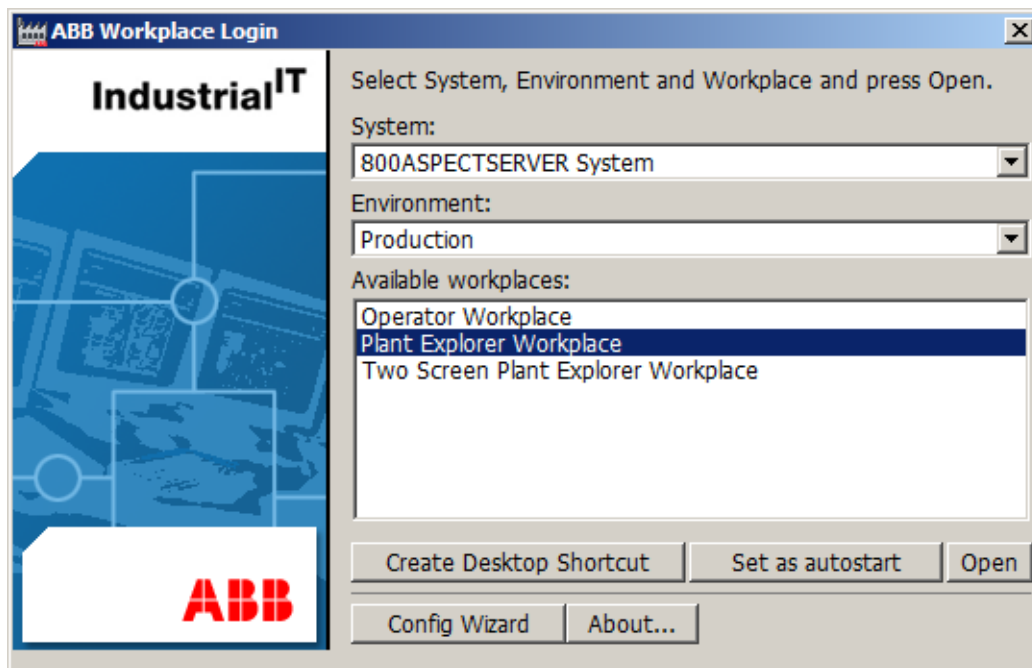 ABB Workplace Login
Industrial IT
Select System, Environment and Workplace and press Open.
System:
800ASPECTSERVER System
Environment:
Production
Available workplaces:
Operator Workplace
Plant Explorer Workplace
Two Screen Plant Explorer Workplace
Create Desktop Shortcut Set as autostart Open
ABB
Config Wizard About...